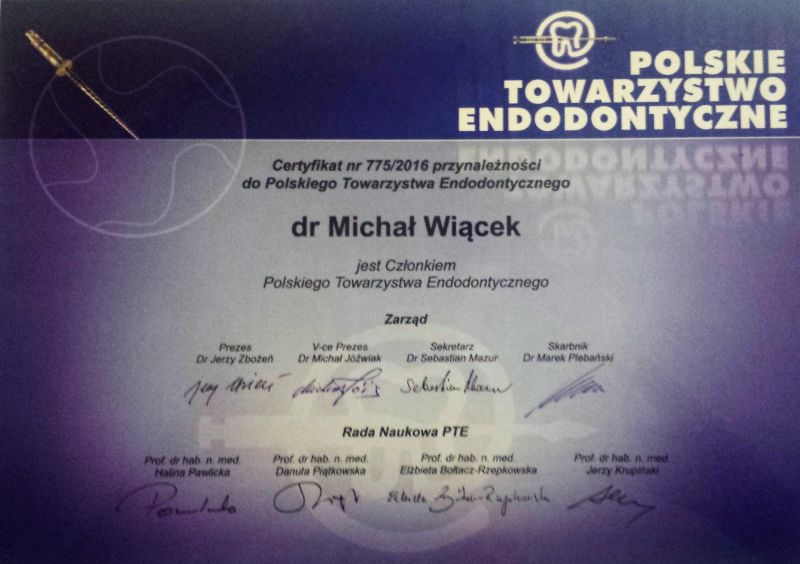 POLSKIE
TOWARZYSTWO
ENDODONTYCZNE
Certyfikat nr 775/2016 przynależności
do Polskiego Towarzystwa Endodontycznego
dr Michał Wiącek
jest Członkiem
Polskiego Towarzystwa Endodontycznego
Zarząd
Prezes V-ce Prezes Sekretarz Skarbnik
Dr Jerzy Zbożeń Dr Michał Jóźwiak Dr Sebastian Mazur Dr Marek Plebański
Rada Naukowa PTE
Prof. dr hab. n. med. Prof. dr hab. n. med. Prof. dr hab. n. med. Prof. dr hab. n. med.
Halina Pawlicka Danuta Piątkowska Elżbieta Bołtacz-Rzepkowska Jerzy Krupiński